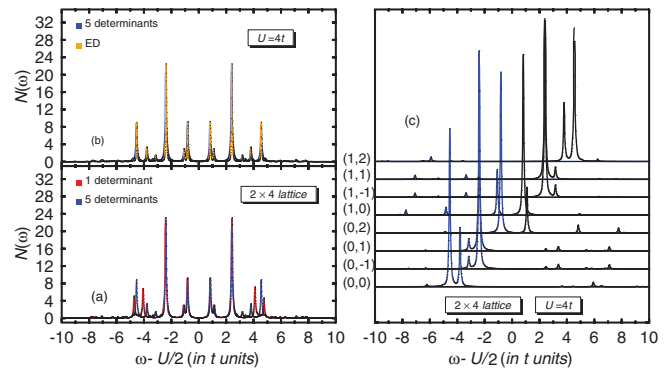 32
28
24
20
16
12
8
4
0
N(ω)
5 determinants
ED
U=4t
(b)
32
28
24
20
16
12
8
4
0
N(ω)
1 determinant
5 determinants
2 × 4 lattice
(a)
-10 -8 -6 -4 -2 0 2 4 6 8 10
ω- U/2 (in t units)
(c)
(1,2)
(1,1)
(1,-1)
(1,0)
(0,2)
(0,1)
(0,-1)
(0,0)
2 × 4 lattice
U=4t
-10 -8 -6 -4 -2 0 2 4 6 8 10
ω- U/2 (in t units)